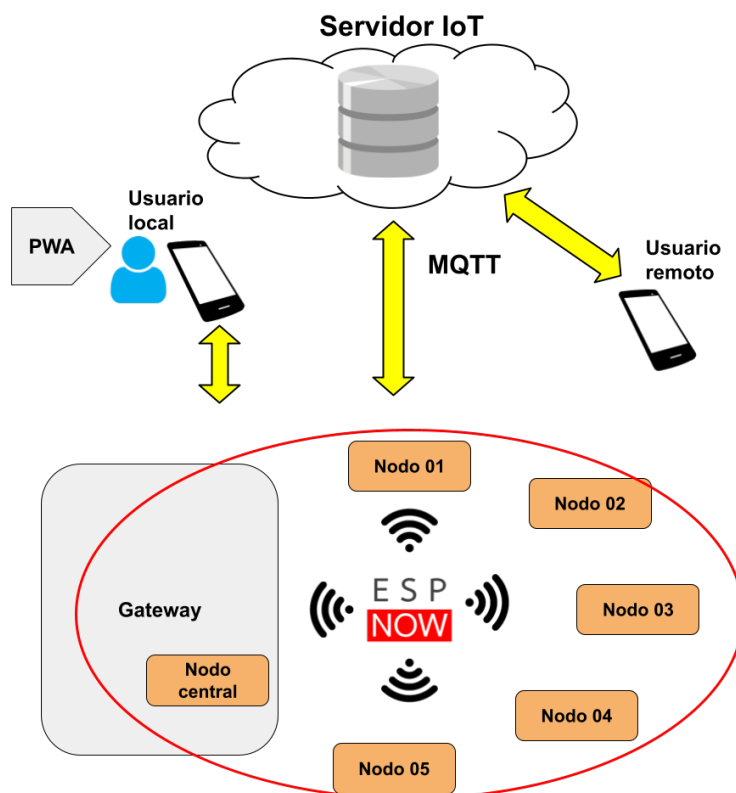 Servidor IoT
Usuario
local
PWA
MQTT
Usuario
remoto
Nodo 01
Nodo 02
ESP
NOW
Gateway
Nodo 03
Nodo
central
Nodo 04
Nodo 05